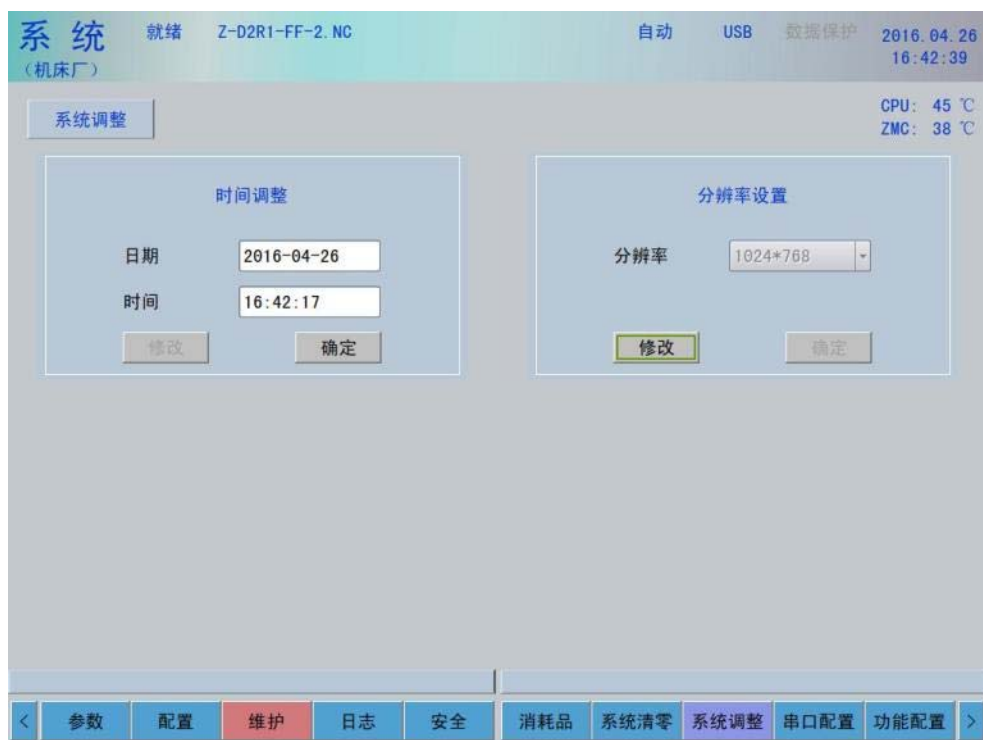 系 统 就绪 Z-D2R1-FF-2.NC 自动 USB 数据保护 2016.04.26
（机床厂） 16:42:39
系统调整 CPU: 45 ℃
ZMC: 38 ℃
时间调整
日期 2016-04-26
时间 16:42:17
修改 确定
分辨率设置
分辨率 1024*768
修改 确定
< 参数 配置 维护 日志 安全 消耗品 系统清零 系统调整 串口配置 功能配置 >